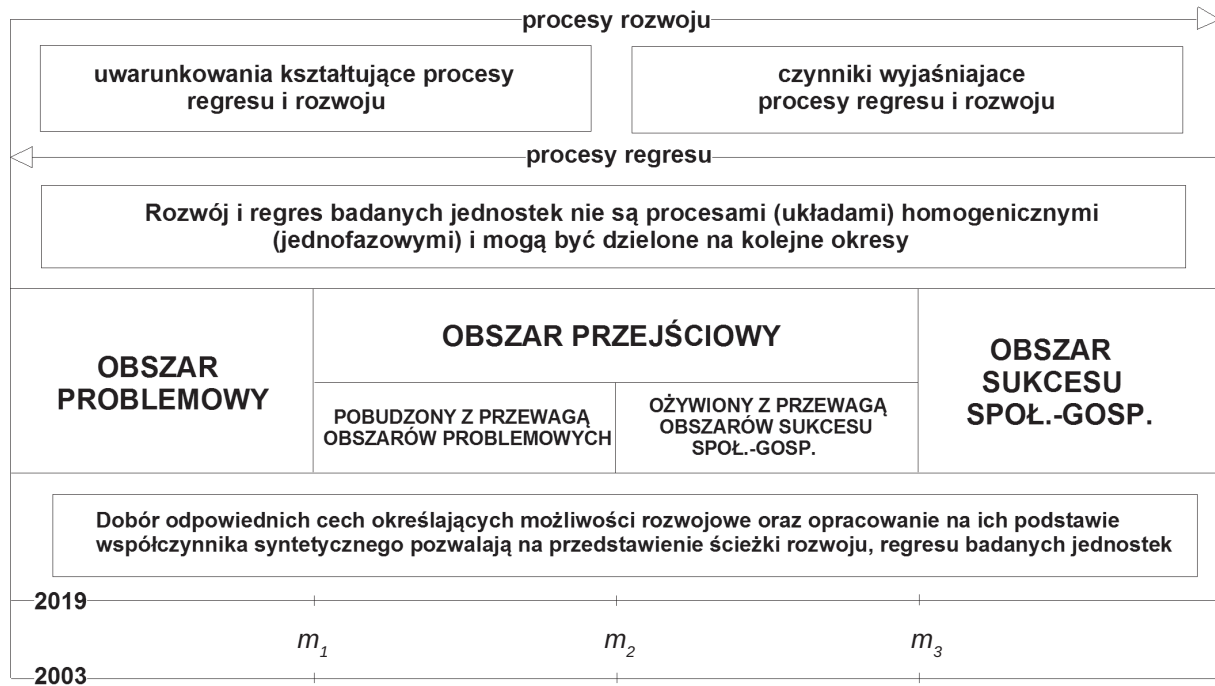 procesy rozwoju
uwarunkowania kształtujące procesy
regresu i rozwoju
czynniki wyjaśniajace
procesy regresu i rozwoju
procesy regresu
Rozwój i regres badanych jednostek nie są procesami (układami) homogenicznymi
(jednofazowymi) i mogą być dzielone na kolejne okresy
OBSZAR
PROBLEMOWY
OBSZAR PRZEJŚCIOWY
POBUDZONY Z PRZEWAGĄ
OBSZARÓW PROBLEMOWYCH
OŻYWIONY Z PRZEWAGĄ
OBSZARÓW SUKCESU
SPOŁ.-GOSP.
OBSZAR
SUKCESU
SPOŁ.-GOSP.
Dobór odpowiednich cech określających możliwości rozwojowe oraz opracowanie na ich podstawie
współczynnika syntetycznego pozwalają na przedstawienie ścieżki rozwoju, regresu badanych jednostek
2019
m1 m2 m3
2003